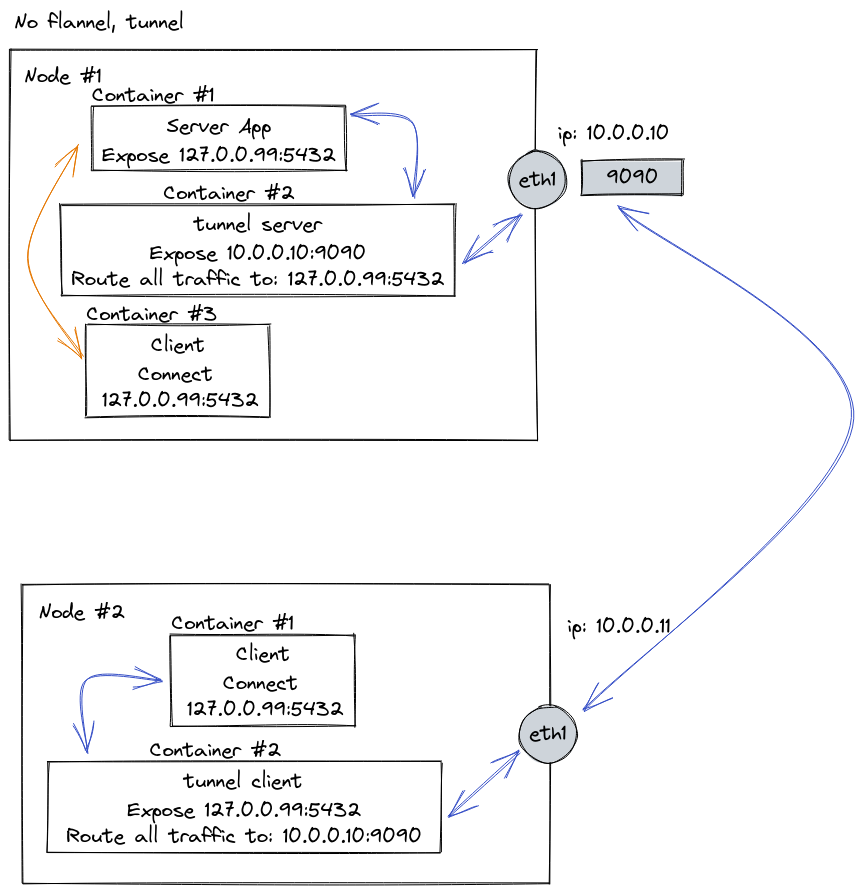 No flannel, tunnel
Node #1
Container #1
Server App
Expose 127.0.0.99:5432
Container #2
tunnel server
Expose 10.0.0.10:9090
Route all traffic to: 127.0.0.99:5432
Container #3
Client
Connect
127.0.0.99:5432
ip: 10.0.0.10
eth1
9090
Node #2
Container #1
Client
Connect
127.0.0.99:5432
Container #2
tunnel client
Expose 127.0.0.99:5432
Route all traffic to: 10.0.0.10:9090
ip: 10.0.0.11
eth1